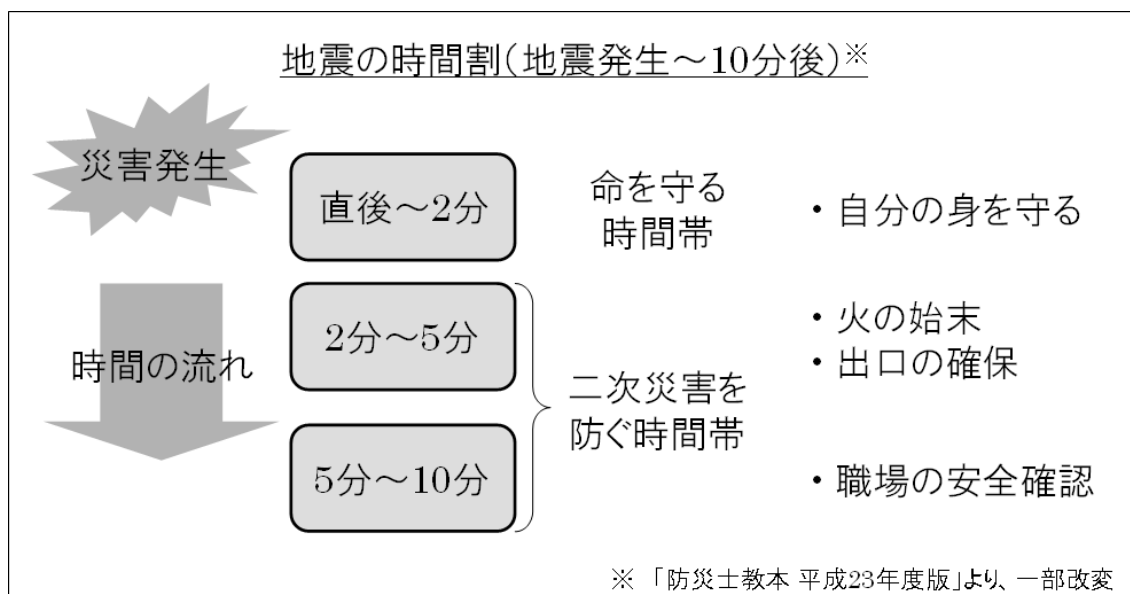 地震の時間割(地震発生～10分後)※
災害発生
直後～2分
命を守る
時間帯
・自分の身を守る
時間の流れ
2分～5分
・火の始末
・出口の確保
二次災害を
防ぐ時間帯
5分～10分
・職場の安全確認
※ 「防災士教本 平成23年度版」より、一部改変